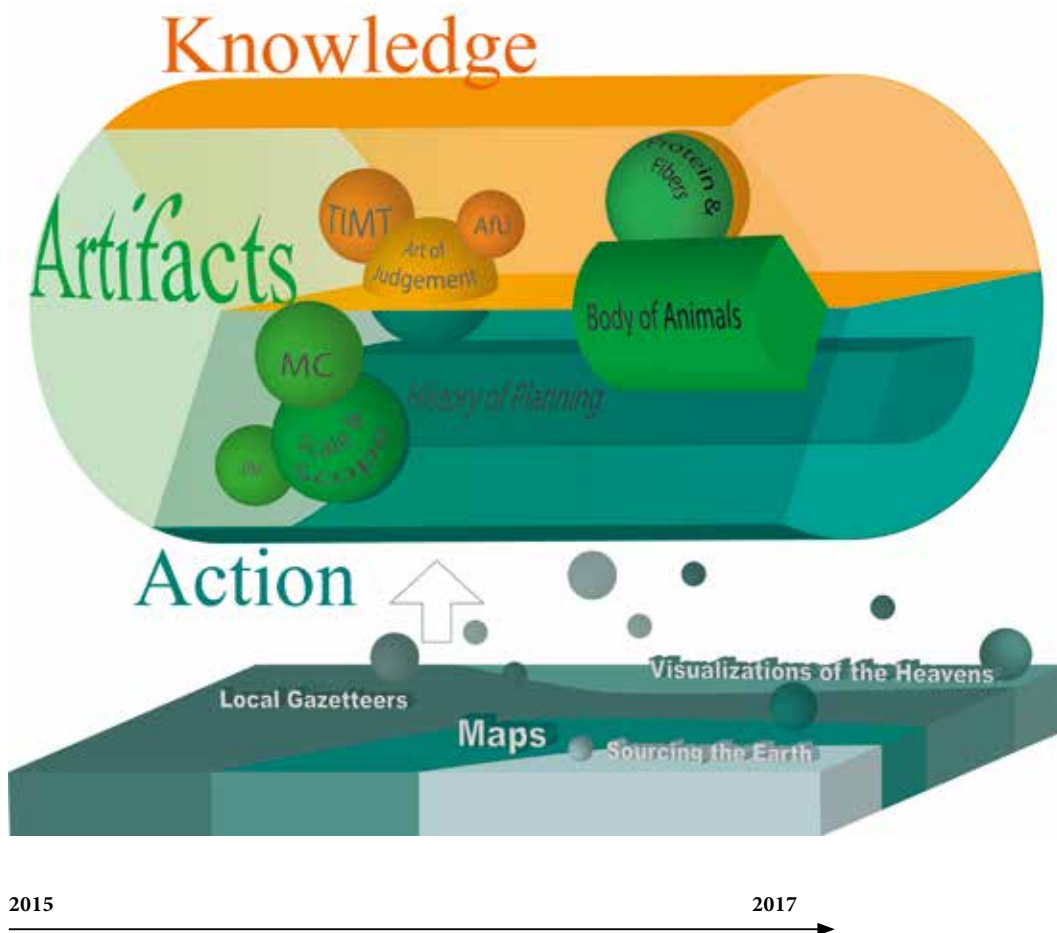 Knowledge
Artifacts
Protein &
Fibers
TIMT
AfU
Art of
Judgement
Body of Animals
MC
History of Planning
Scale &
Scope
Action
Visualizations of the Heavens
Local Gazetteers
Maps
Sourcing the Earth
2015
2017